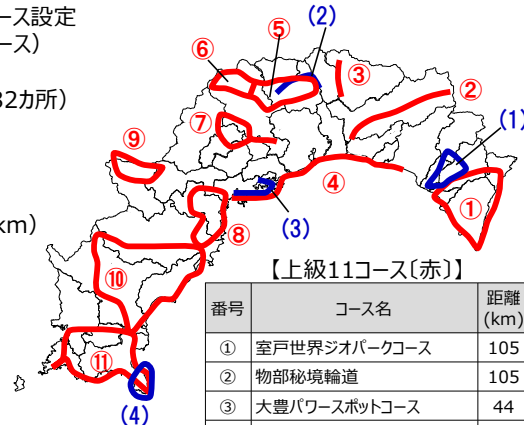 ース設定
ース)
32カ所)
km)
(2)
⑤
⑥
③
②
(1)
⑦
⑨
④
①
(3)
⑧
⑩
⑪
(4)
【上級11コース〔赤〕】
番号 コース名 距離(km)
① 室戸世界ジオパークコース 105
② 物部秘境輪道 105
③ 大豊パワースポットコース 44